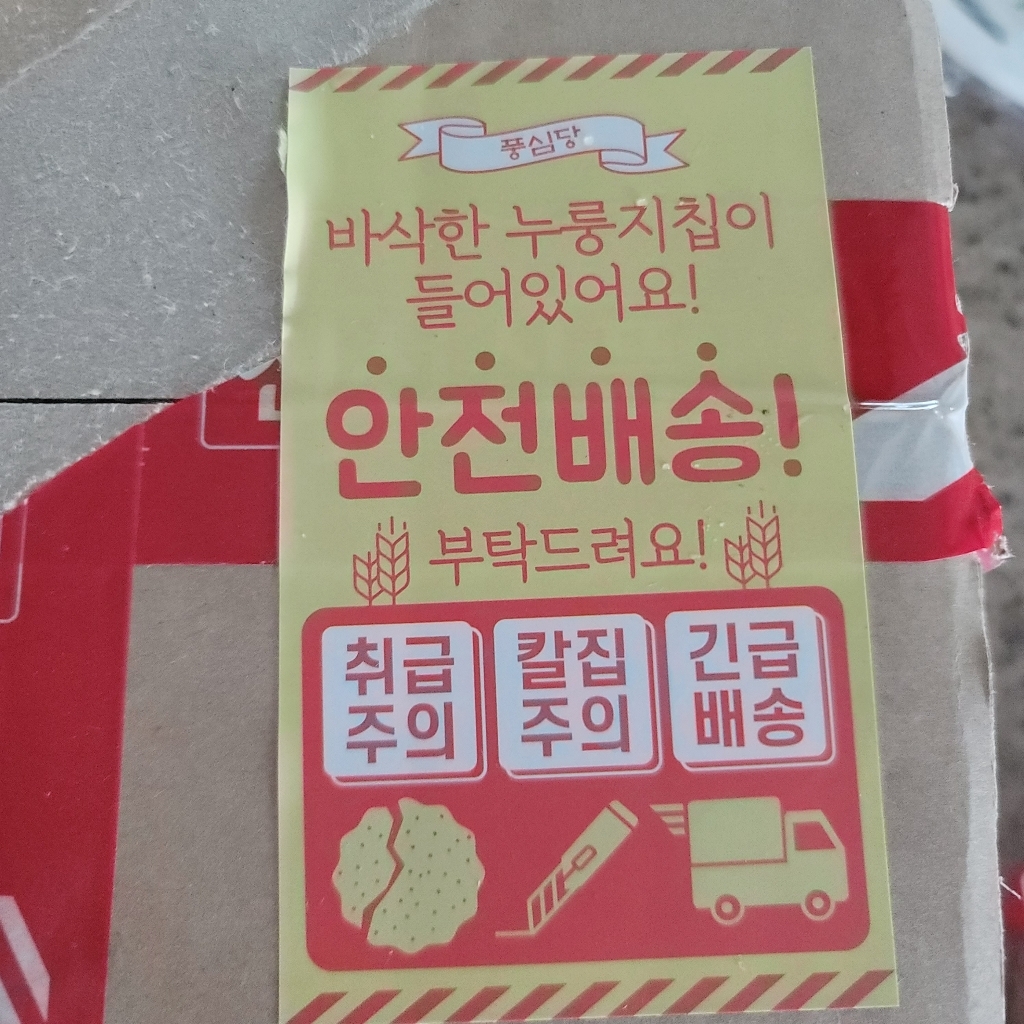 풍심당
바삭한 누룽지칩이
들어있어요!
안전배송!
부탁드려요!
취급
주의
칼집
주의
긴급
배송